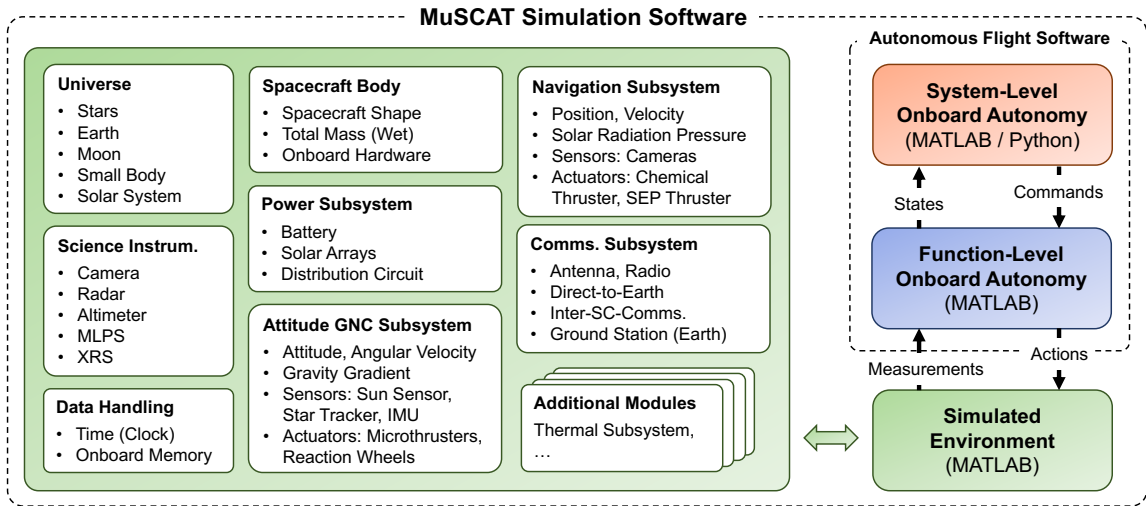 MuSCAT Simulation Software
Universe
• Stars
• Earth
• Moon
• Small Body
• Solar System
Science Instrum.
• Camera
• Radar
• Altimeter
• MLPS
• XRS
Data Handling
• Time (Clock)
• Onboard Memory
Spacecraft Body
• Spacecraft Shape
• Total Mass (Wet)
• Onboard Hardware
Power Subsystem
• Battery
• Solar Arrays
• Distribution Circuit
Attitude GNC Subsystem
• Attitude, Angular Velocity
• Gravity Gradient
• Sensors: Sun Sensor,
Star Tracker, IMU
• Actuators: Microthrusters,
Reaction Wheels
Navigation Subsystem
• Position, Velocity
• Solar Radiation Pressure
• Sensors: Cameras
• Actuators: Chemical
Thruster, SEP Thruster
Comms. Subsystem
• Antenna, Radio
• Direct-to-Earth
• Inter-SC-Comms.
• Ground Station (Earth)
Additional Modules
Thermal Subsystem,
…
Autonomous Flight Software
System-Level
Onboard Autonomy
(MATLAB / Python)
States
Commands
Function-Level
Onboard Autonomy
(MATLAB)
Measurements
Actions
Simulated
Environment
(MATLAB)